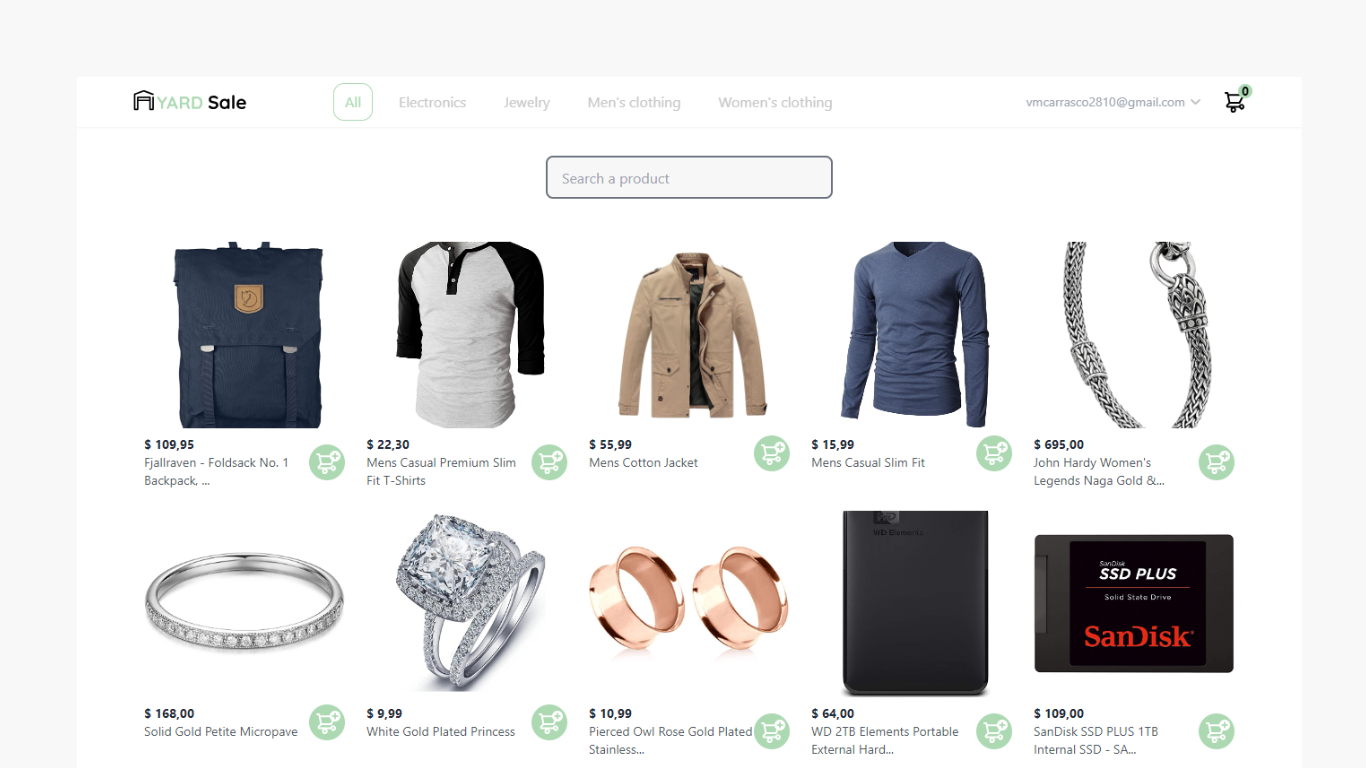 YARD Sale
All
Electronics
Jewelry
Men's clothing
Women's clothing
vmcarrasco2810@gmail.com
0
Search a product
$ 109,95
Fjallraven - Foldsack No. 1
Backpack, ...
$ 22,30
Mens Casual Premium Slim
Fit T-Shirts
$ 55,99
Mens Cotton Jacket
$ 15,99
Mens Casual Slim Fit
$ 695,00
John Hardy Women's
Legends Naga Gold &...
WD
WD Elements
SanDisk
SSD PLUS
Solid State Drive
SanDisk
$ 168,00
Solid Gold Petite Micropave
$ 9,99
White Gold Plated Princess
$ 10,99
Pierced Owl Rose Gold Plated
Stainless...
$ 64,00
WD 2TB Elements Portable
External Hard...
$ 109,00
SanDisk SSD PLUS 1TB
Internal SSD - SA...